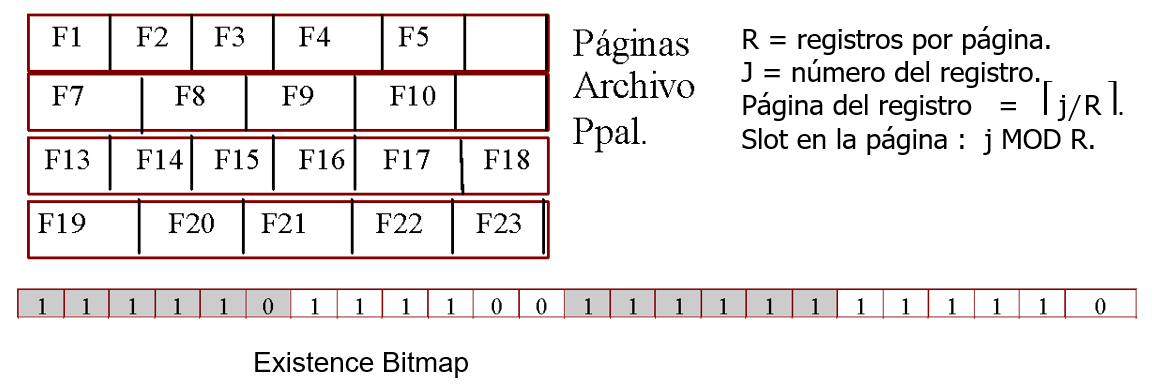 F1 F2 F3 F4 F5
F7 F8 F9 F10
F13 F14 F15 F16 F17 F18
F19 F20 F21 F22 F23
Páginas
Archivo
Ppal.
R = registros por página.
J = número del registro.
Página del registro = ⌈ j/R ⌉.
Slot en la página : j MOD R.
1 1 1 1 1 0 1 1 1 1 0 0 1 1 1 1 1 1 1 1 1 1 1 0
Existence Bitmap